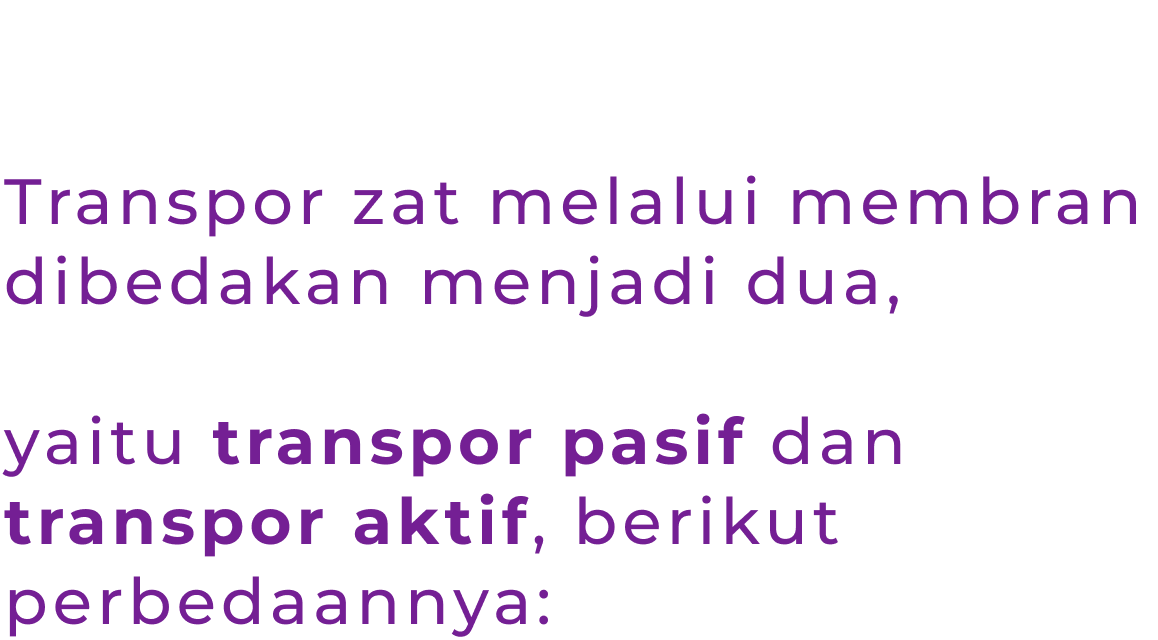 Transpor zat melalui membran
dibedakan menjadi dua,
yaitu transpor pasif dan
transpor aktif, berikut
perbedaannya: